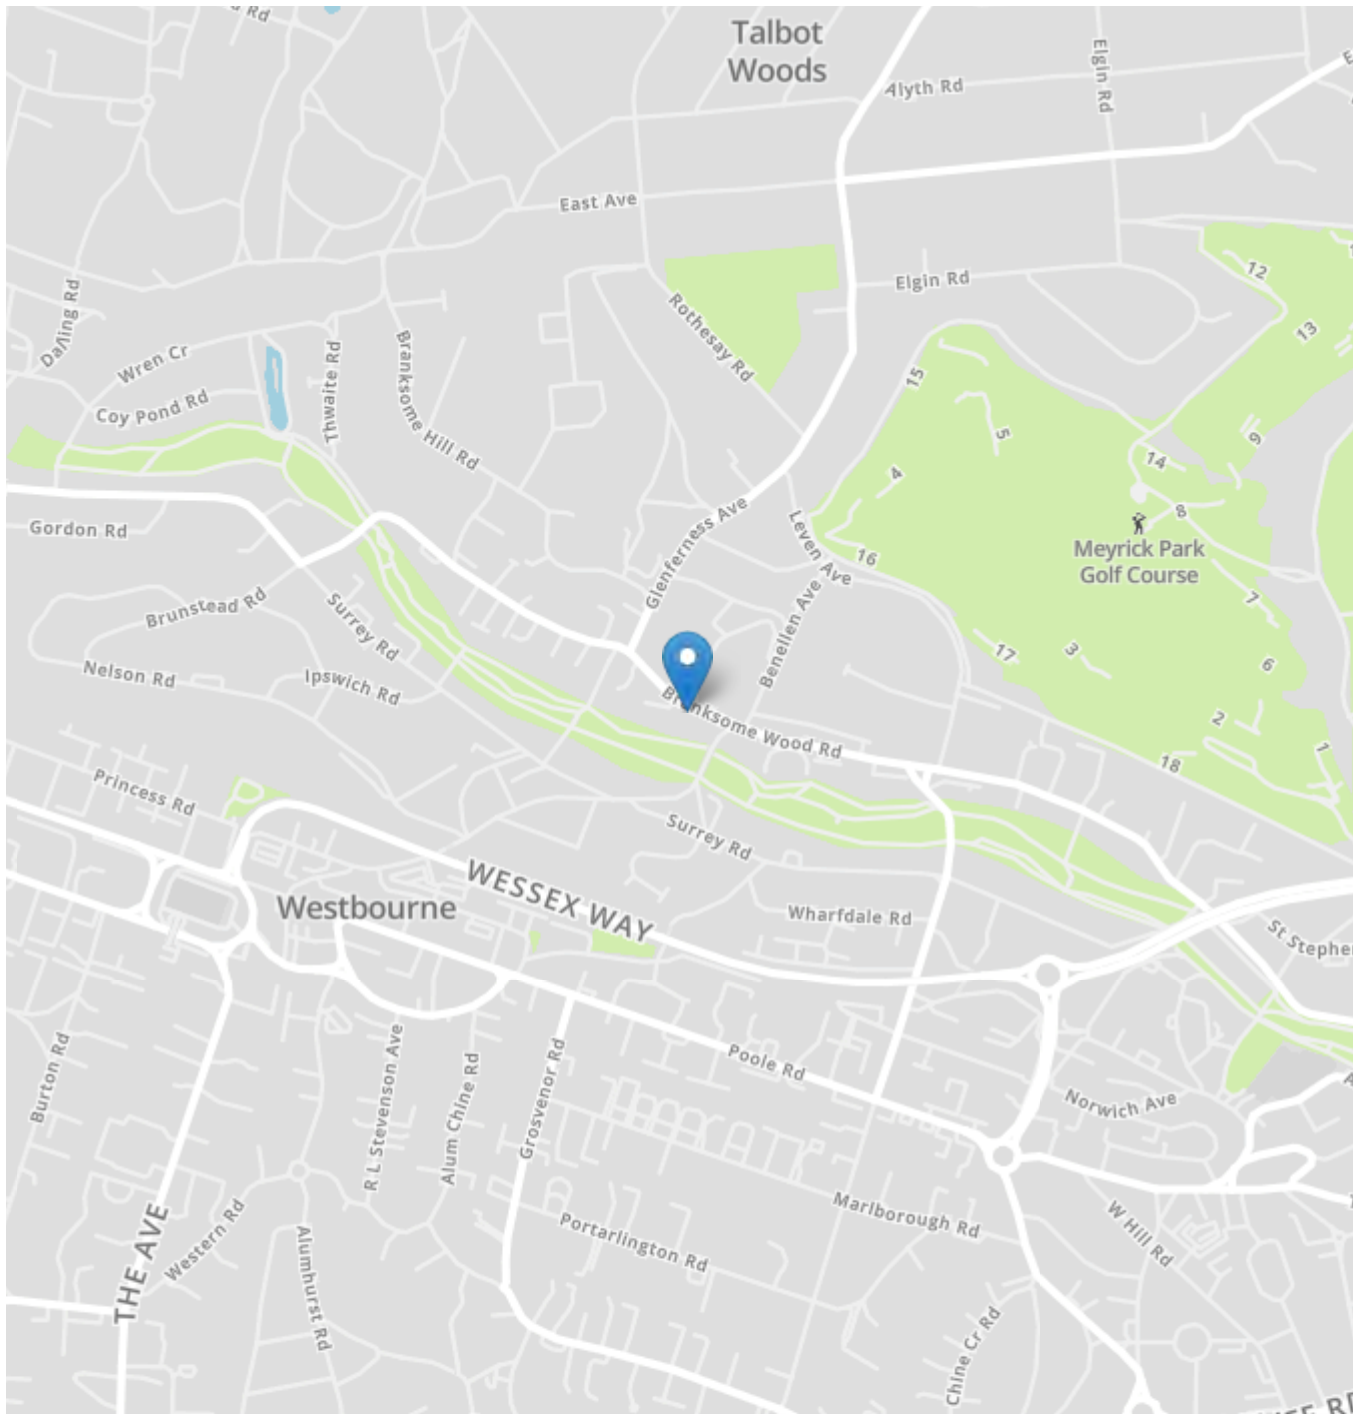 Rd
Talbot
Woods
Alyth Rd
Elgin Rd
East Ave
Elgin Rd
12
13
Darling Rd
Wren Cr
Thwaite Rd
Branksome Hill Rd
Rothesay Rd
15
Coy Pond Rd
5
9
14
4
8
Gordon Rd
Glenferness Ave
Leven Ave
16
Meyrick Park
Golf Course
7
Brunstead Rd
Surrey Rd
Benellen Ave
17
3
6
Nelson Rd
Ipswich Rd
Branksome Wood Rd
2
1
18
Princess Rd
Surrey Rd
WESSEX WAY
Westbourne
Wharfdale Rd
St Stephe
Burton Rd
R L Stevenson Ave
Alum Chine Rd
Grosvenor Rd
Poole Rd
Norwich Ave
THE AVE
Western Rd
Alumhurst Rd
Portarlington Rd
Marlborough Rd
W Hill Rd
Chine Cr Rd